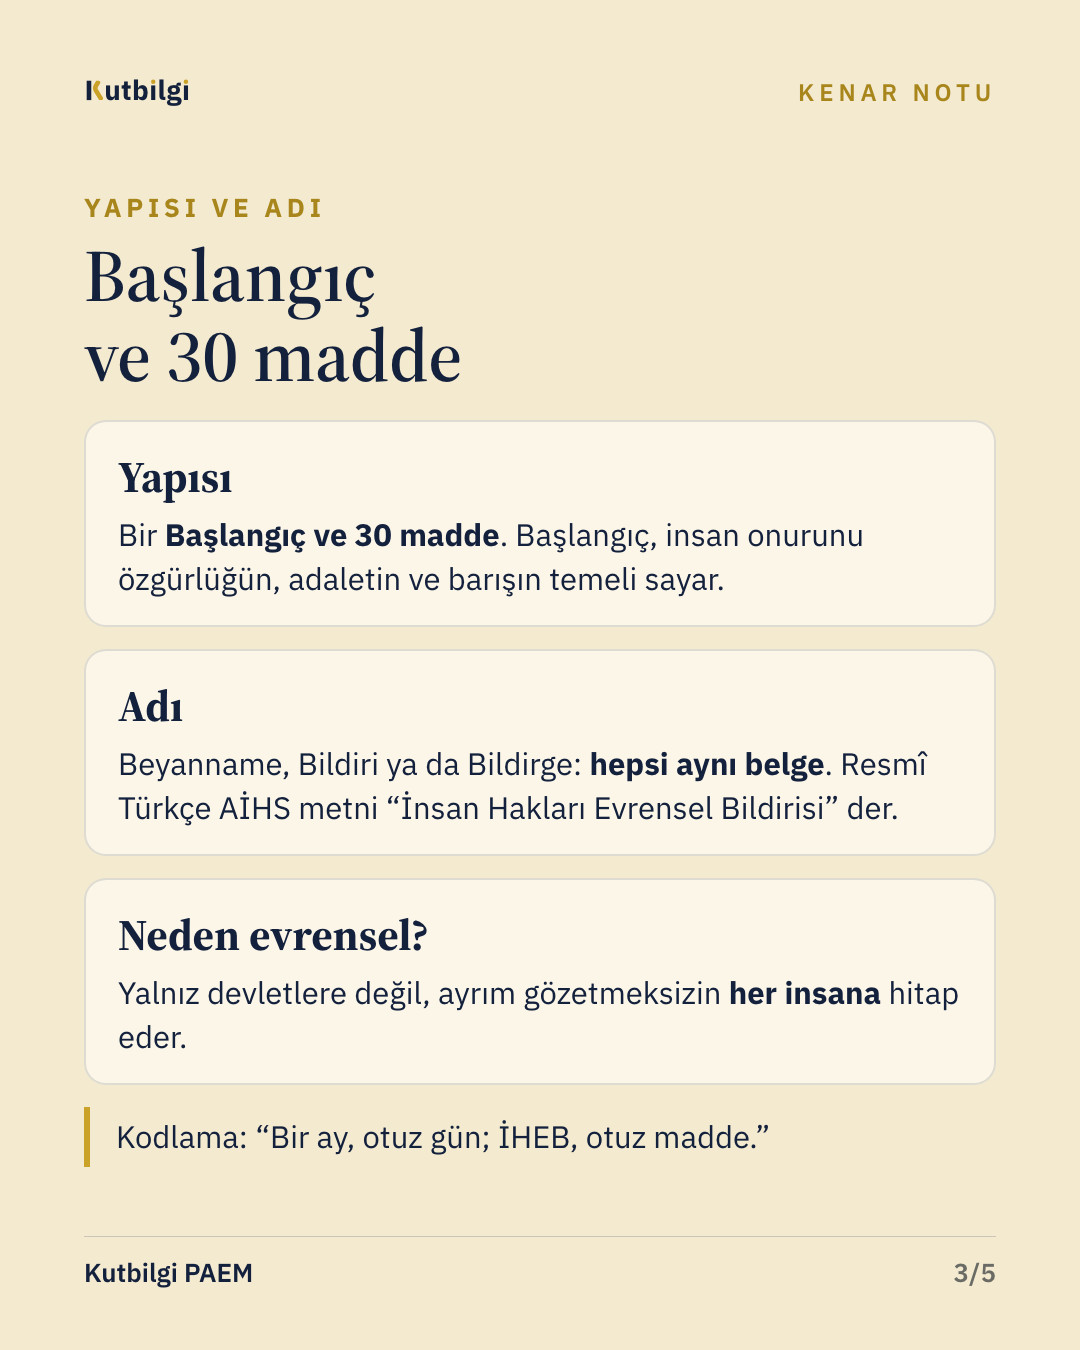 Kutbilgi
KENAR NOTU
YAPISI VE ADI
Başlangıç
ve 30 madde
Yapısı
Bir Başlangıç ve 30 madde. Başlangıç, insan onurunu
özgürlüğün, adaletin ve barışın temeli sayar.
Adı
Beyanname, Bildiri ya da Bildirge: hepsi aynı belge. Resmî
Türkçe AİHS metni “İnsan Hakları Evrensel Bildirisi” der.
Neden evrensel?
Yalnız devletlere değil, ayrım gözetmeksizin her insana hitap
eder.
Kodlama: “Bir ay, otuz gün; İHEB, otuz madde.”
Kutbilgi PAEM
3/5